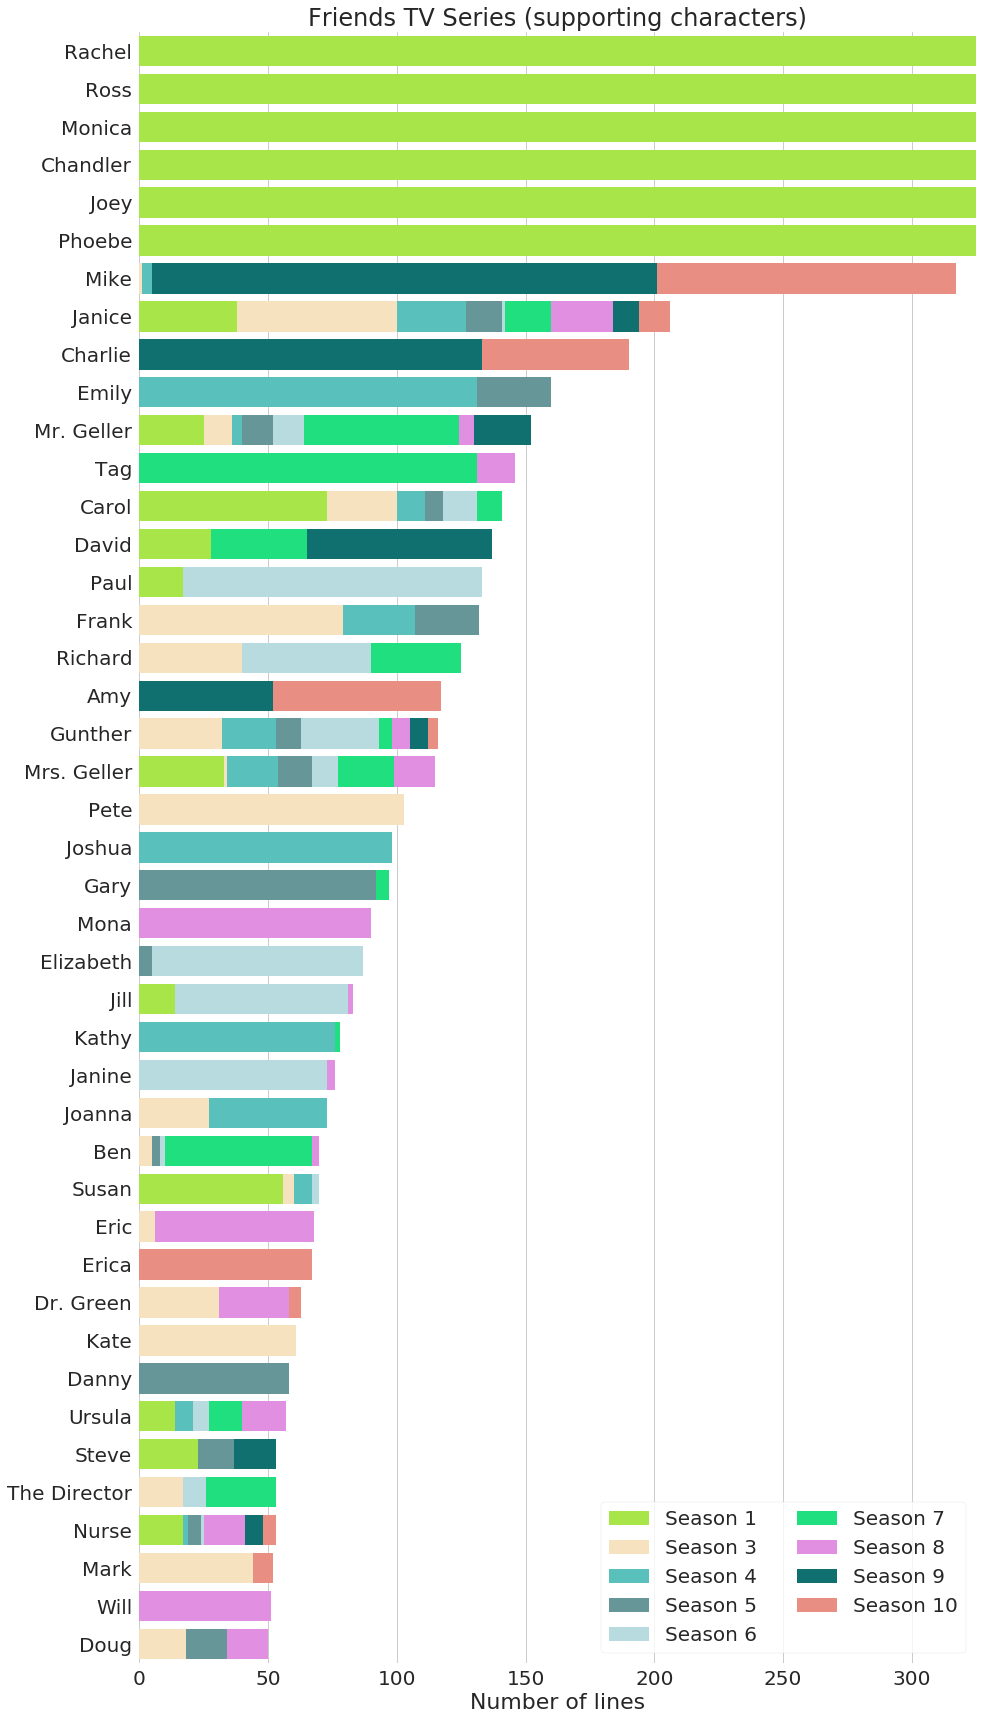 Friends TV Series (supporting characters)
Rachel
Ross
Monica
Chandler
Joey
Phoebe
Mike
Janice
Charlie
Emily
Mr. Geller
Tag
Carol
David
Paul
Frank
Richard
Amy
Gunther
Mrs. Geller
Pete
Joshua
Gary
Mona
Elizabeth
Jill
Kathy
Janine
Joanna
Ben
Susan
Eric
Erica
Dr. Green
Kate
Danny
Ursula
Steve
The Director
Nurse
Mark
Will
Doug
Season 1
Season 3
Season 4
Season 5
Season 6
Season 7
Season 8
Season 9
Season 10
0 50 100 150 200 250 300
Number of lines